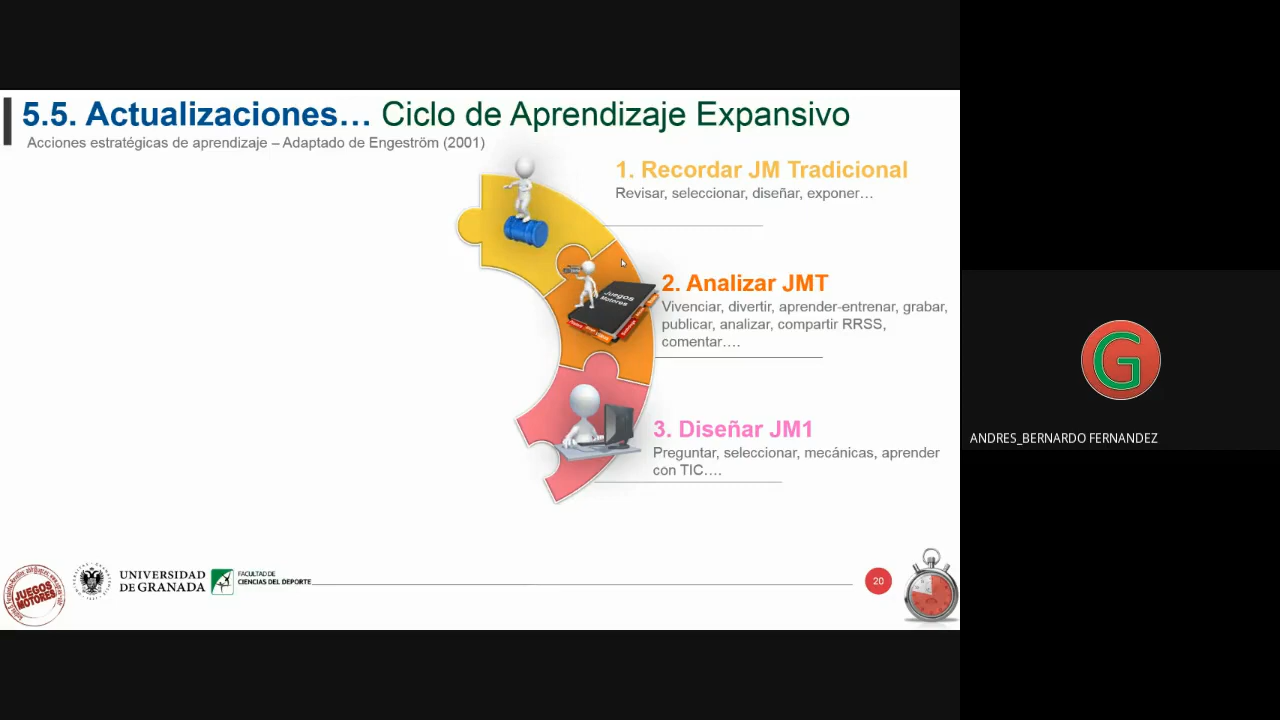 5.5. Actualizaciones… Ciclo de Aprendizaje Expansivo
Acciones estratégicas de aprendizaje – Adaptado de Engeström (2001)
1. Recordar JM Tradicional
Revisar, seleccionar, diseñar, exponer…
2. Analizar JMT
Vivenciar, divertir, aprender-entrenar, grabar,
publicar, analizar, compartir RRSS,
comentar….
Juegos
Motores
3. Diseñar JM1
Preguntar, seleccionar, mecánicas, aprender
con TIC….
JUEGOS
MOTORES
UNIVERSIDAD
DE GRANADA
FACULTAD DE
CIENCIAS DEL DEPORTE
20
G
ANDRES_BERNARDO FERNANDEZ